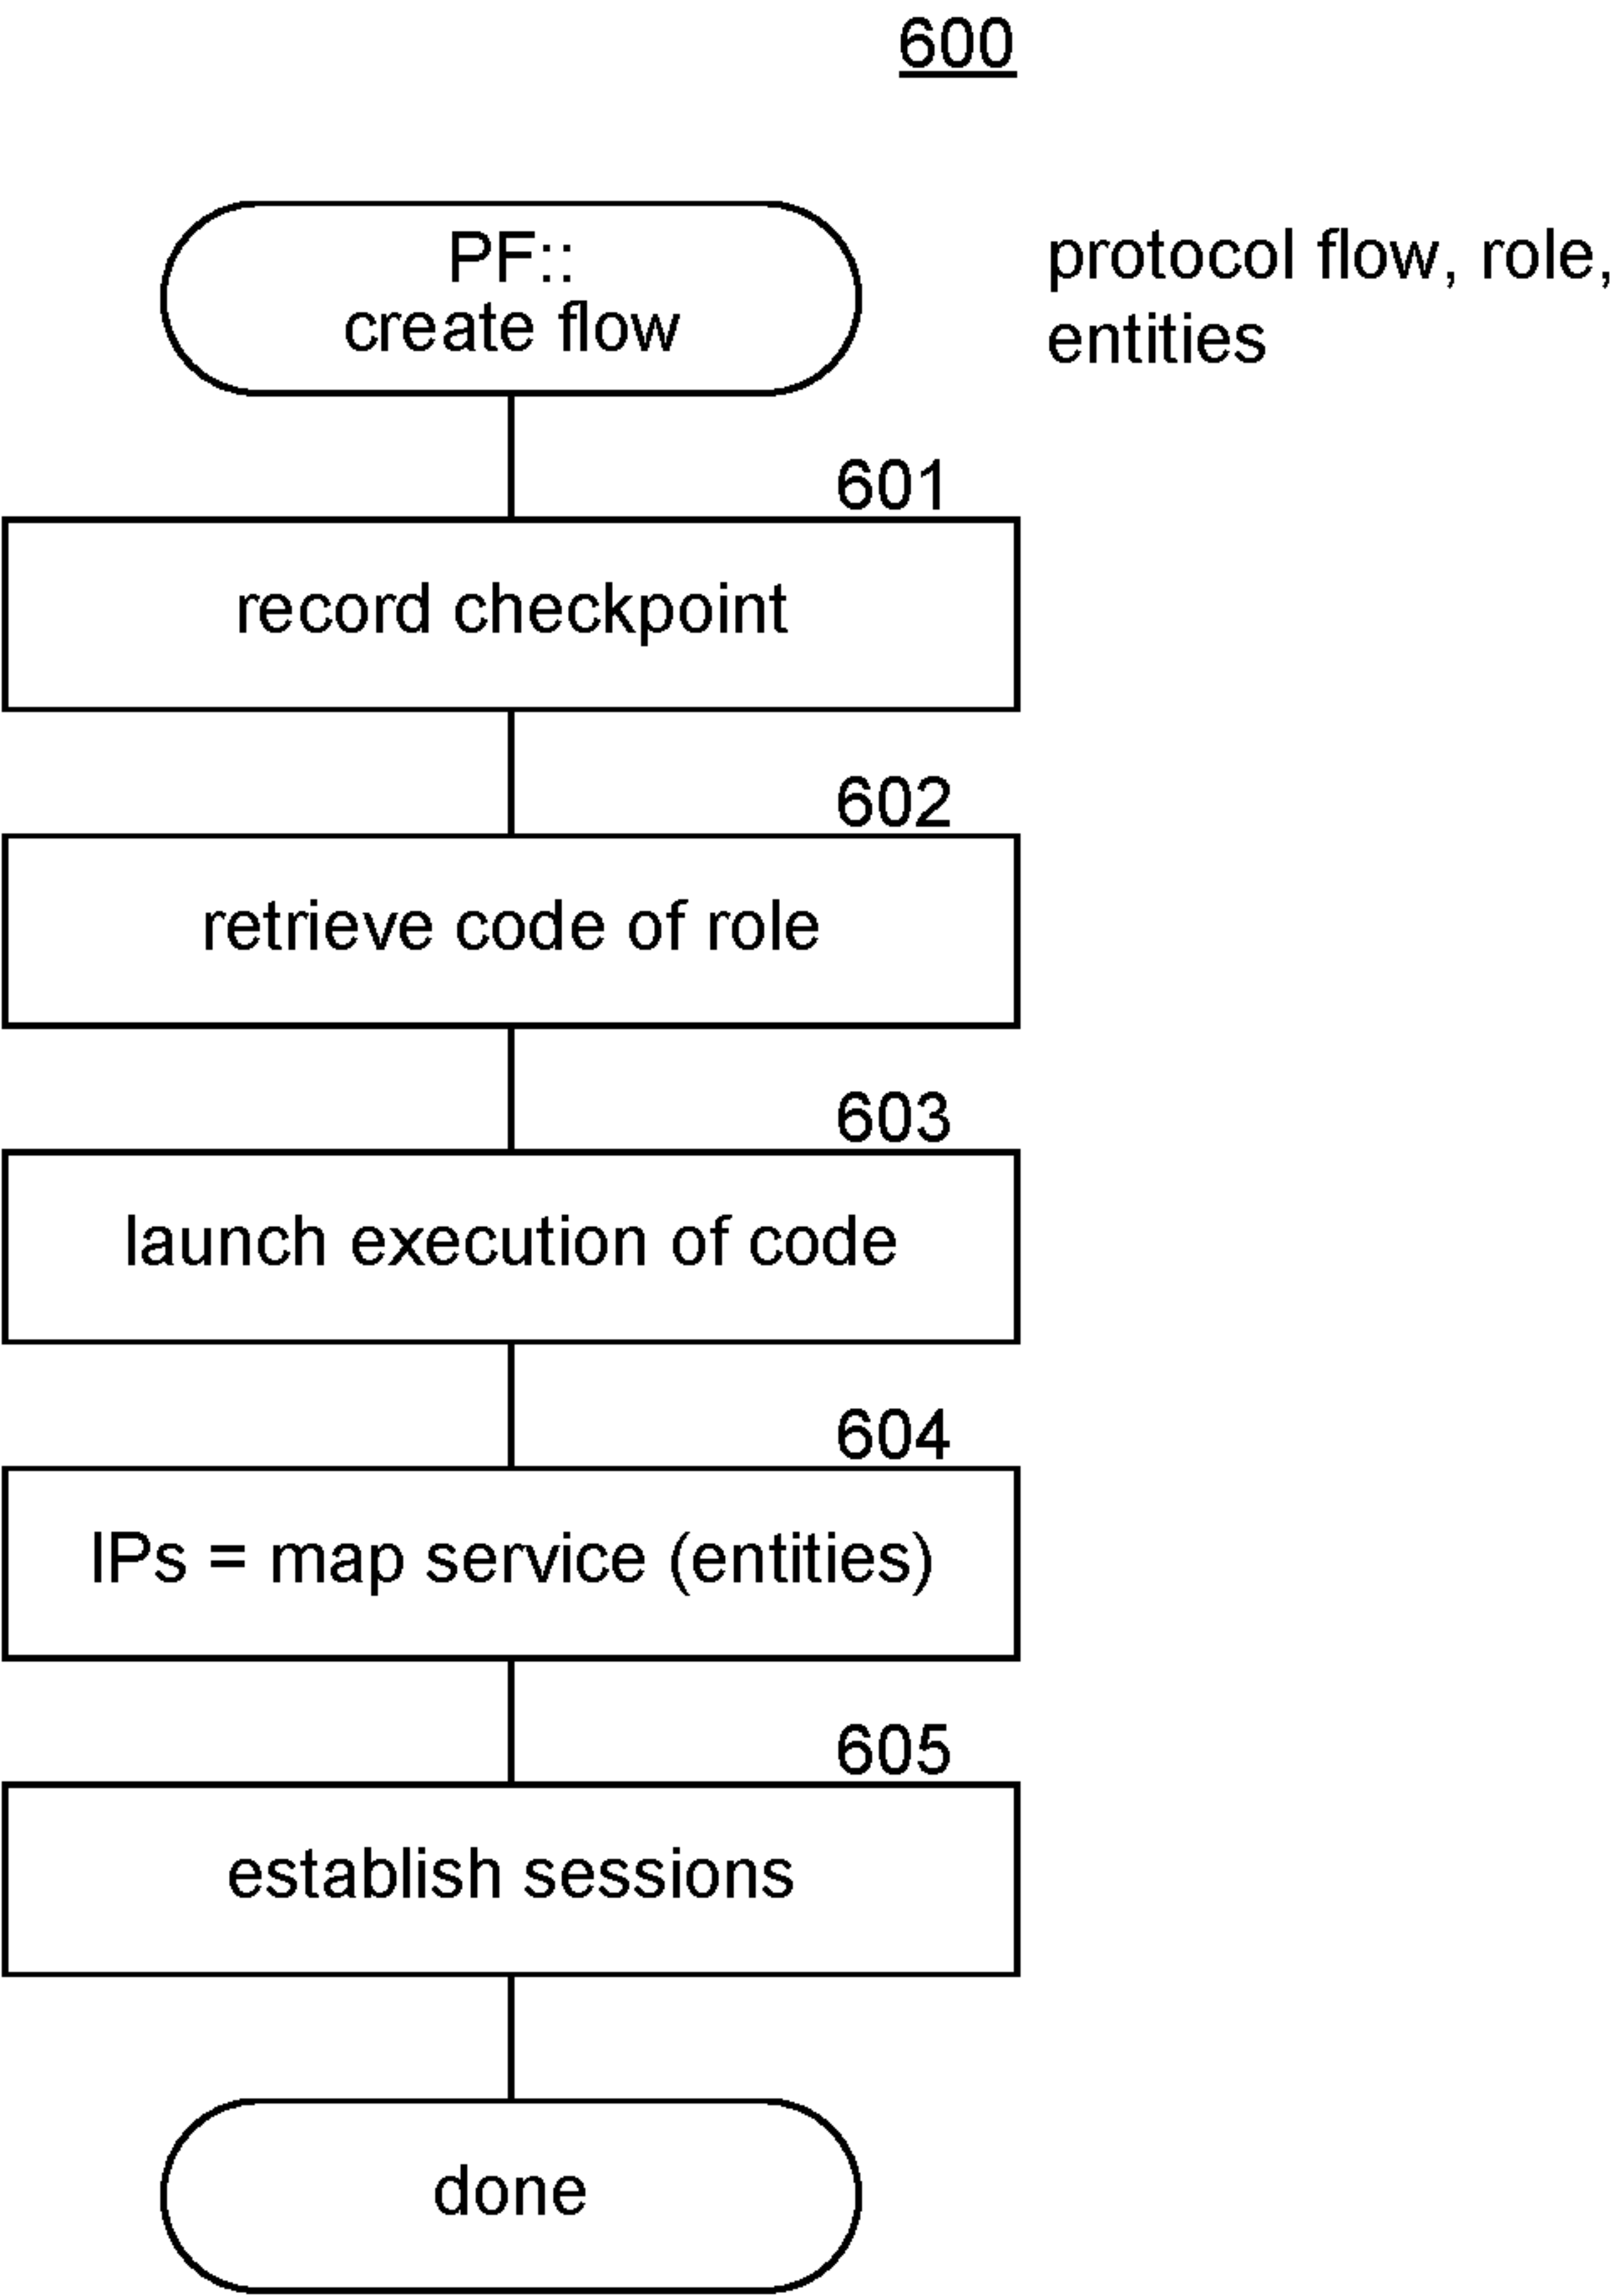 600
PF::
create flow
protocol flow, role,
entities
601
record checkpoint
602
retrieve code of role
603
launch execution of code
604
IPs = map service (entities)
605
establish sessions
done